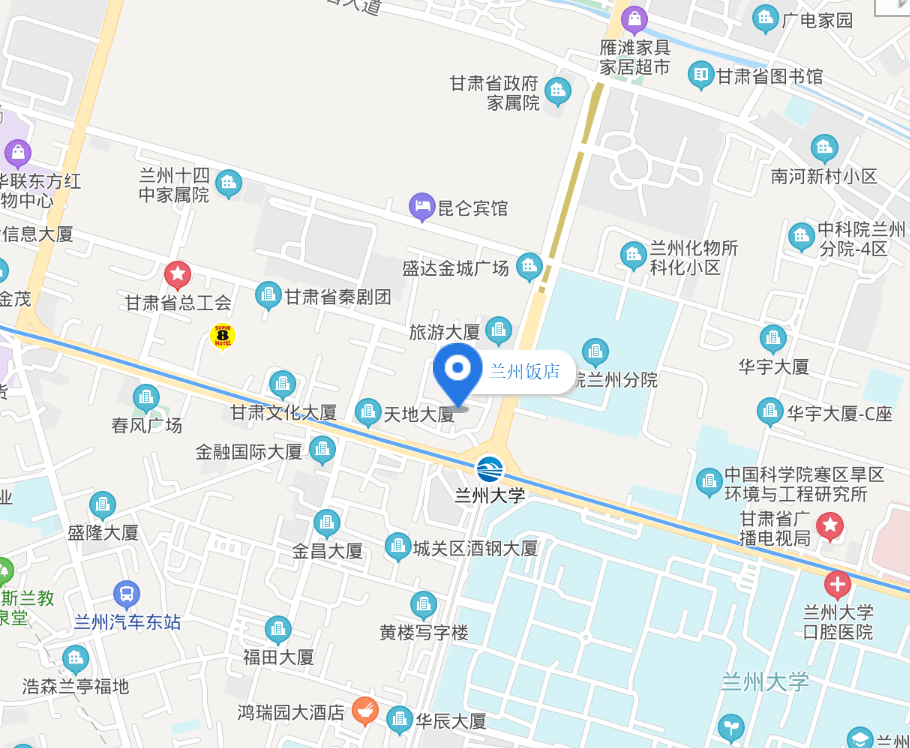 广电家园
雁滩家具
家居超市
甘肃省图书馆
甘肃省政府
家属院
兰州十四
中家属院
南河新村小区
华联东方红
物中心
昆仑宾馆
信息大厦
中科院兰州
分院-4区
兰州化物所
科化小区
盛达金城广场
金茂
甘肃省总工会
甘肃省秦剧团
SUPER
8
HOTEL
旅游大厦
兰州饭店
院兰州分院
华宇大厦
甘肃文化大厦
天地大厦
华宇大厦-C座
春风广场
金融国际大厦
兰州大学
中国科学院寒区旱区
环境与工程研究所
业
盛隆大厦
金昌大厦
城关区酒钢大厦
甘肃省广
播电视局
斯兰教
泉堂
兰州汽车东站
黄楼写字楼
兰州大学
口腔医院
福田大厦
浩森兰亭福地
兰州大学
鸿瑞园大酒店
华辰大厦
兰州